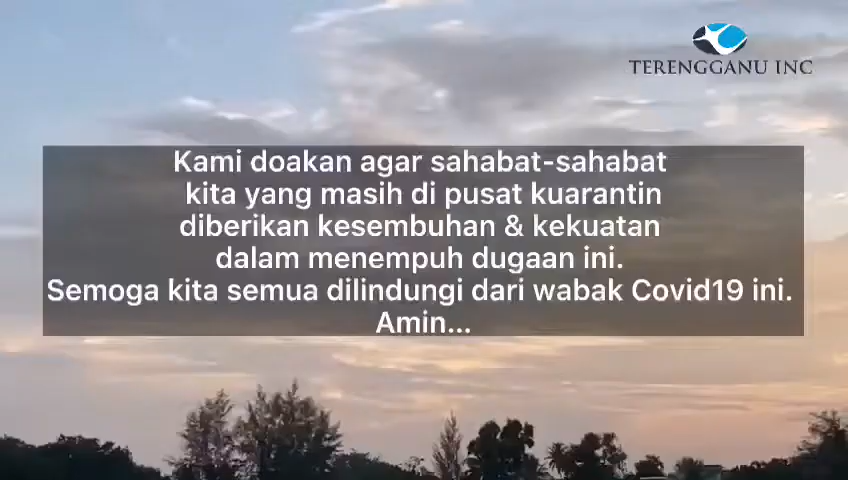 TERENGGANU INC
Kami doakan agar sahabat-sahabat
kita yang masih di pusat kuarantin
diberikan kesembuhan & kekuatan
dalam menempuh dugaan ini.
Semoga kita semua dilindungi dari wabak Covid19 ini.
Amin...